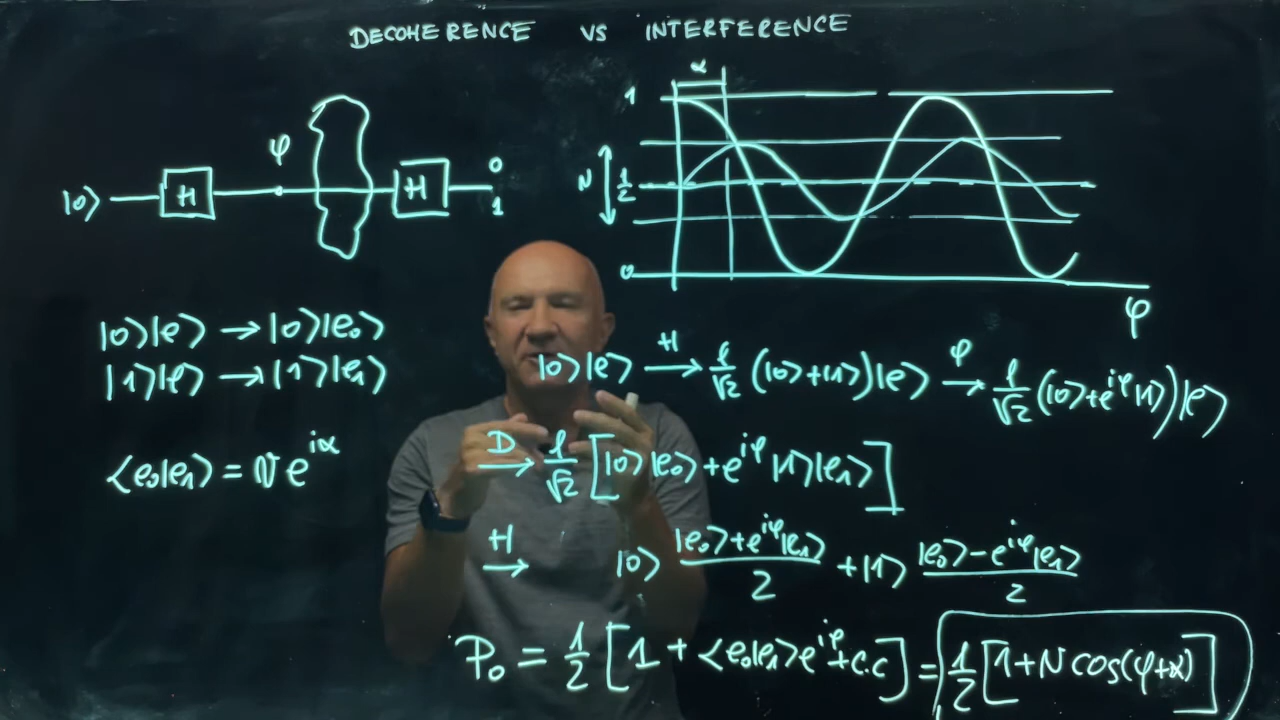 DECOHERENCE VS INTERFERENCE
|0⟩ H φ H 0 1
α
1
N 1/2
0
φ
|0⟩|e⟩ → |0⟩|e₀⟩
|1⟩|e⟩ → |1⟩|e₁⟩
⟨e₀|e₁⟩ = N e^{iα}
|0⟩|e⟩ —H→ 1/√2 (|0⟩+|1⟩)|e⟩ —φ→ 1/√2 (|0⟩+e^{iφ}|1⟩)|e⟩
—D→ 1/√2 [|0⟩|e₀⟩ + e^{iφ}|1⟩|e₁⟩]
—H→ |0⟩ (|e₀⟩+e^{iφ}|e₁⟩)/2 + |1⟩ (|e₀⟩−e^{iφ}|e₁⟩)/2
P₀ = 1/2 [1 + ⟨e₀|e₁⟩e^{iφ}+c.c] = 1/2 [1+N cos(φ+α)]